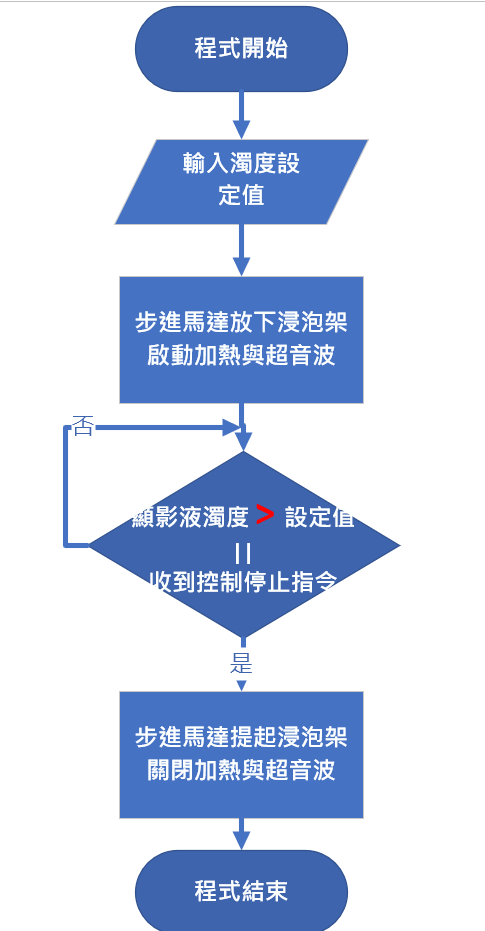 程式開始
輸入濁度設
定值
步進馬達放下浸泡架
啟動加熱與超音波
否
顯影液濁度 > 設定值
||
收到控制停止指令
是
步進馬達提起浸泡架
關閉加熱與超音波
程式結束